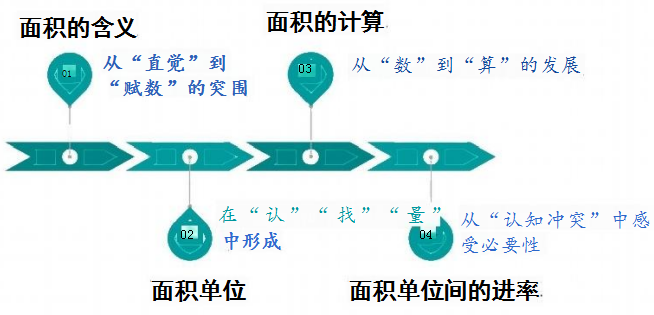 面积的含义
01
从“直觉”到
“赋数”的突围
面积的计算
03
从“数”到“算”的发展
02
在“认”“找”“量”
中形成
面积单位
04
从“认知冲突”中感
受必要性
面积单位间的进率